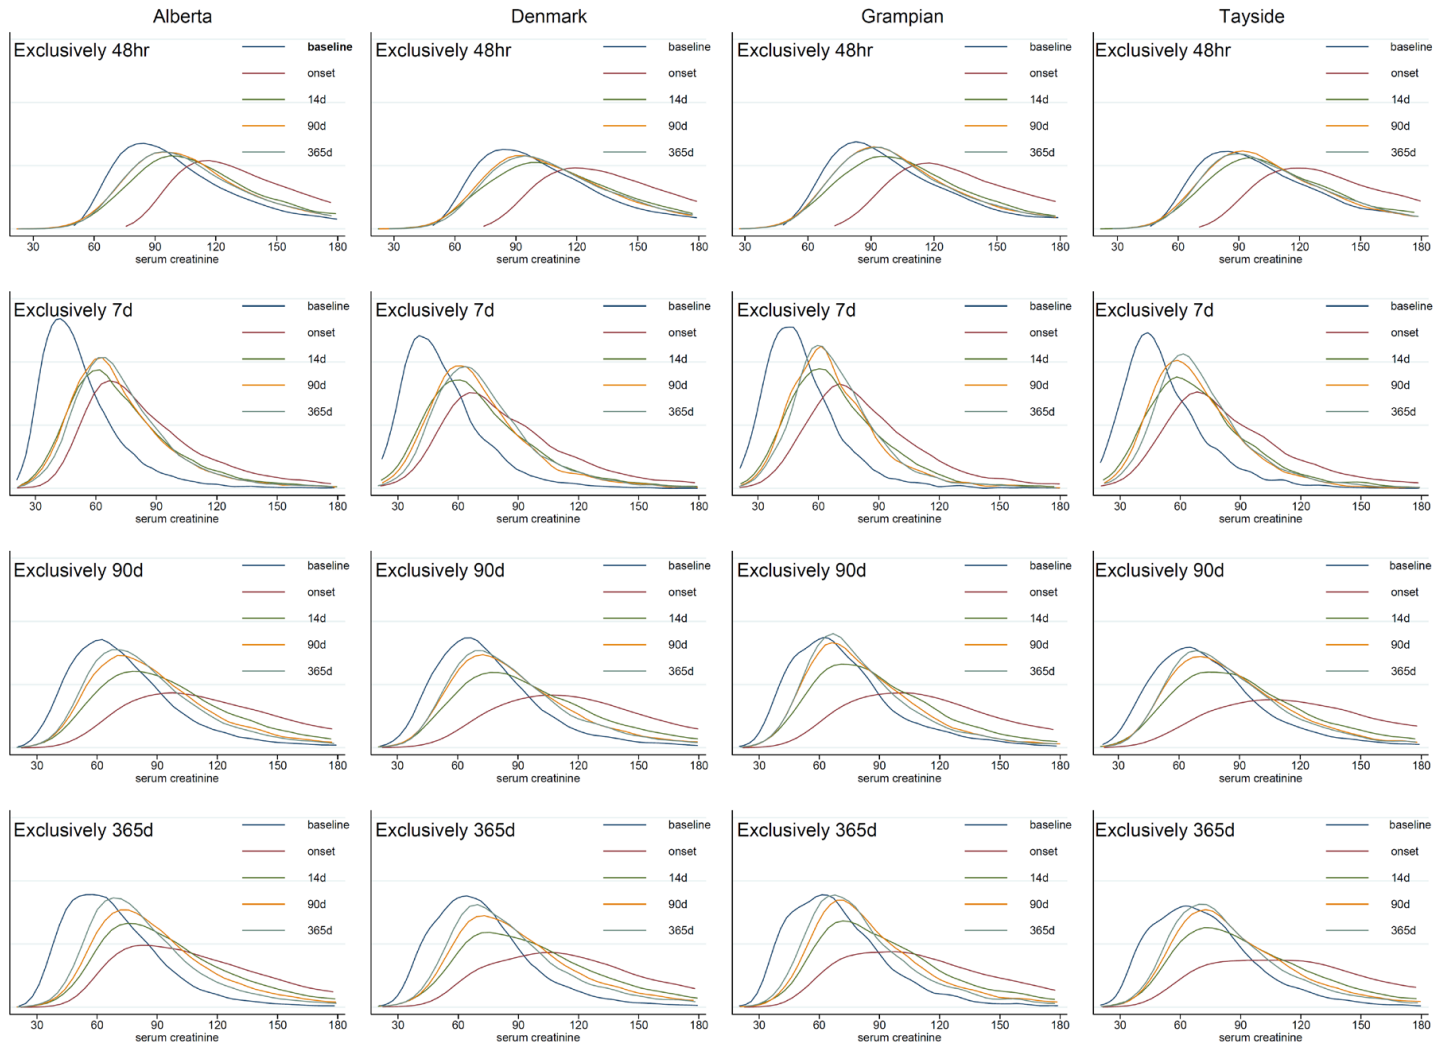 Alberta Denmark Grampian Tayside
Exclusively 48hr
baseline
onset
14d
90d
365d
30 60 90 120 150 180
serum creatinine
Exclusively 48hr
baseline
onset
14d
90d
365d
30 60 90 120 150 180
serum creatinine
Exclusively 48hr
baseline
onset
14d
90d
365d
30 60 90 120 150 180
serum creatinine
Exclusively 48hr
baseline
onset
14d
90d
365d
30 60 90 120 150 180
serum creatinine
Exclusively 7d
baseline
onset
14d
90d
365d
30 60 90 120 150 180
serum creatinine
Exclusively 7d
baseline
onset
14d
90d
365d
30 60 90 120 150 180
serum creatinine
Exclusively 7d
baseline
onset
14d
90d
365d
30 60 90 120 150 180
serum creatinine
Exclusively 7d
baseline
onset
14d
90d
365d
30 60 90 120 150 180
serum creatinine
Exclusively 90d
baseline
onset
14d
90d
365d
30 60 90 120 150 180
serum creatinine
Exclusively 90d
baseline
onset
14d
90d
365d
30 60 90 120 150 180
serum creatinine
Exclusively 90d
baseline
onset
14d
90d
365d
30 60 90 120 150 180
serum creatinine
Exclusively 90d
baseline
onset
14d
90d
365d
30 60 90 120 150 180
serum creatinine
Exclusively 365d
baseline
onset
14d
90d
365d
30 60 90 120 150 180
serum creatinine
Exclusively 365d
baseline
onset
14d
90d
365d
30 60 90 120 150 180
serum creatinine
Exclusively 365d
baseline
onset
14d
90d
365d
30 60 90 120 150 180
serum creatinine
Exclusively 365d
baseline
onset
14d
90d
365d
30 60 90 120 150 180
serum creatinine